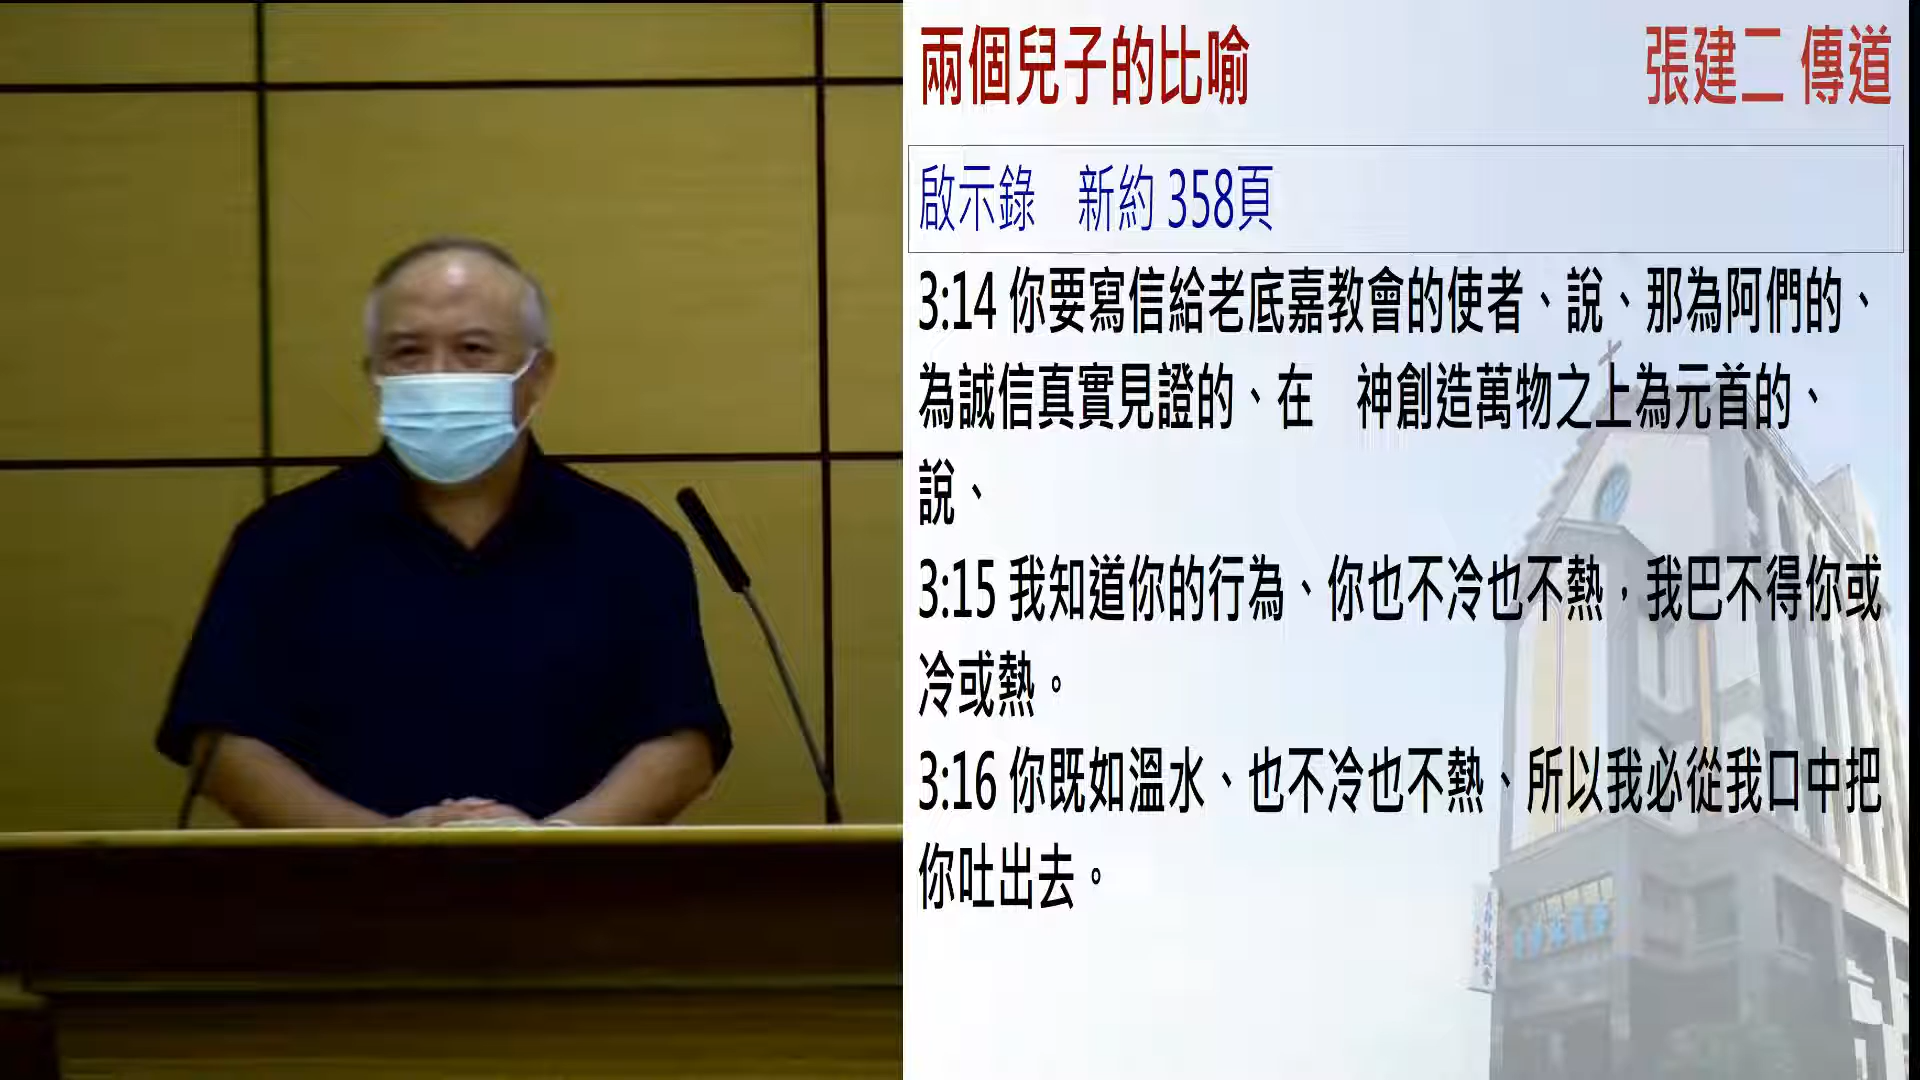 兩個兒子的比喻
張建二 傳道
啟示錄　新約 358頁
3:14 你要寫信給老底嘉教會的使者、說、那為阿們的、
為誠信真實見證的、在　神創造萬物之上為元首的、
說、
3:15 我知道你的行為、你也不冷也不熱，我巴不得你或
冷或熱。
3:16 你既如溫水、也不冷也不熱、所以我必從我口中把
你吐出去。